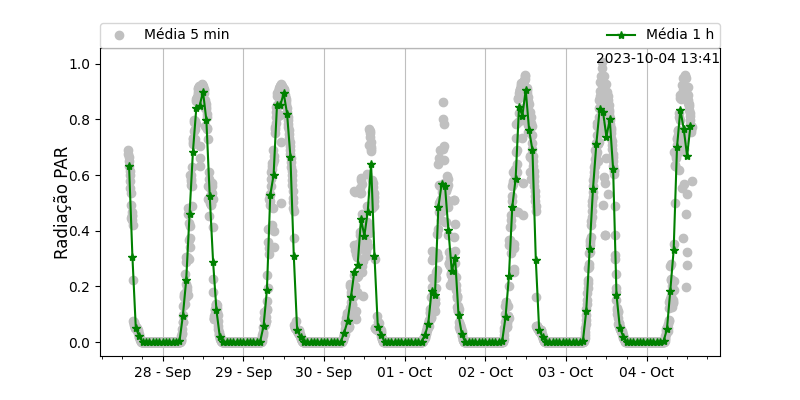 Média 5 min
Média 1 h
2023-10-04 13:41
Radiação PAR
1.0
0.8
0.6
0.4
0.2
0.0
28 - Sep
29 - Sep
30 - Sep
01 - Oct
02 - Oct
03 - Oct
04 - Oct